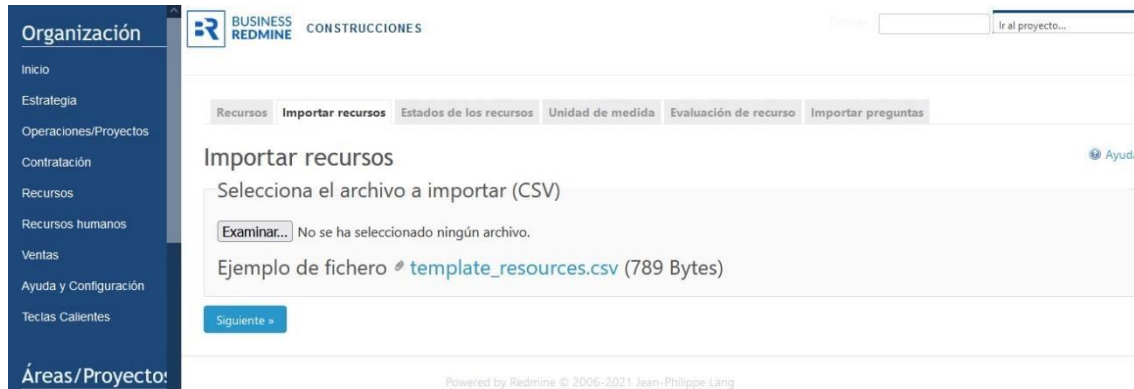 Organización
Inicio
Estrategia
Operaciones/Proyectos
Contratación
Recursos
Recursos humanos
Ventas
Ayuda y Configuración
Teclas Calientes
Áreas/Proyectos
BUSINESS
REDMINE
CONSTRUCCIONES
Ir al proyecto...
Recursos Importar recursos Estados de los recursos Unidad de medida Evaluación de recurso Importar preguntas
Importar recursos
Ayuda
Selecciona el archivo a importar (CSV)
Examinar... No se ha seleccionado ningún archivo.
Ejemplo de fichero template_resources.csv (789 Bytes)
Siguiente »
Powered by Redmine © 2006-2021 Jean-Philippe Lang